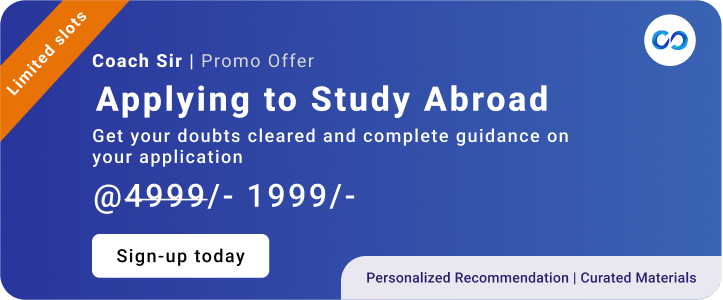 Limited slots
Coach Sir | Promo Offer
Applying to Study Abroad
Get your doubts cleared and complete guidance on
your application
@4999/- 1999/-
Sign-up today
Personalized Recommendation | Curated Materials